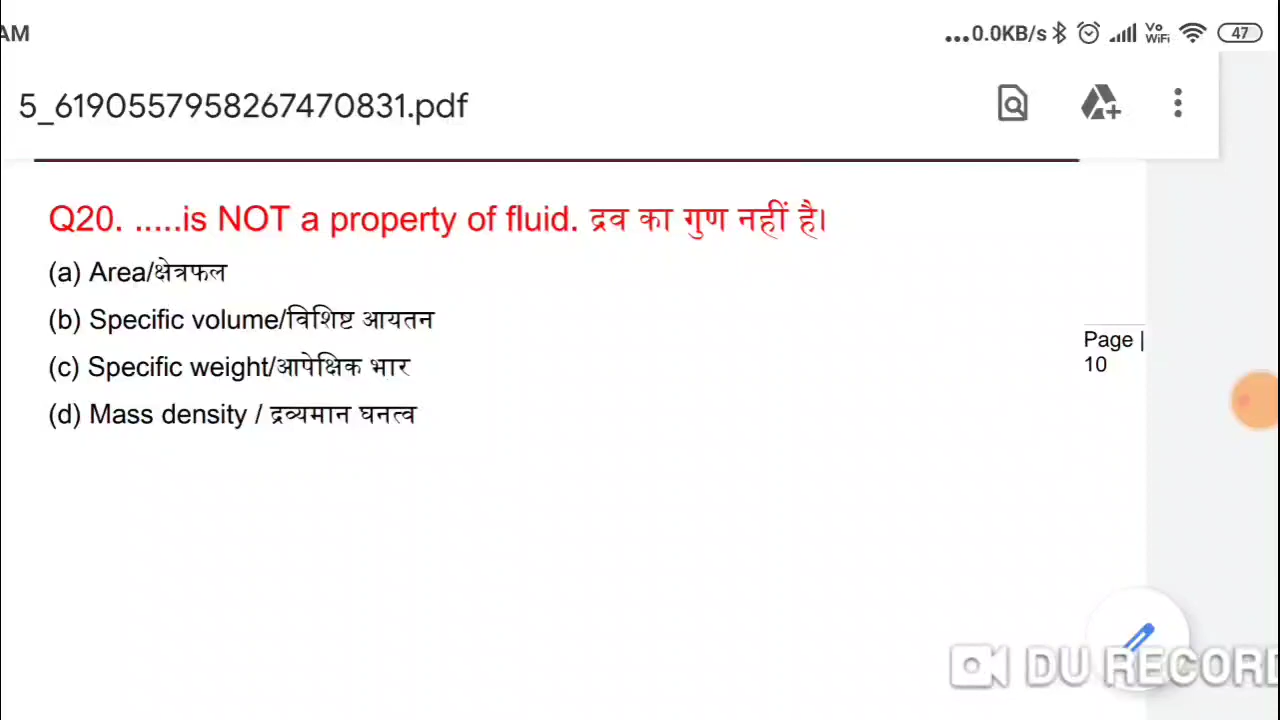 AM
...0.0KB/s Vo WiFi 47
5_6190557958267470831.pdf
Q20. .....is NOT a property of fluid. द्रव का गुण नहीं है।
(a) Area/क्षेत्रफल
(b) Specific volume/विशिष्ट आयतन
(c) Specific weight/आपेक्षिक भार
(d) Mass density / द्रव्यमान घनत्व
Page |
10
DU RECORD